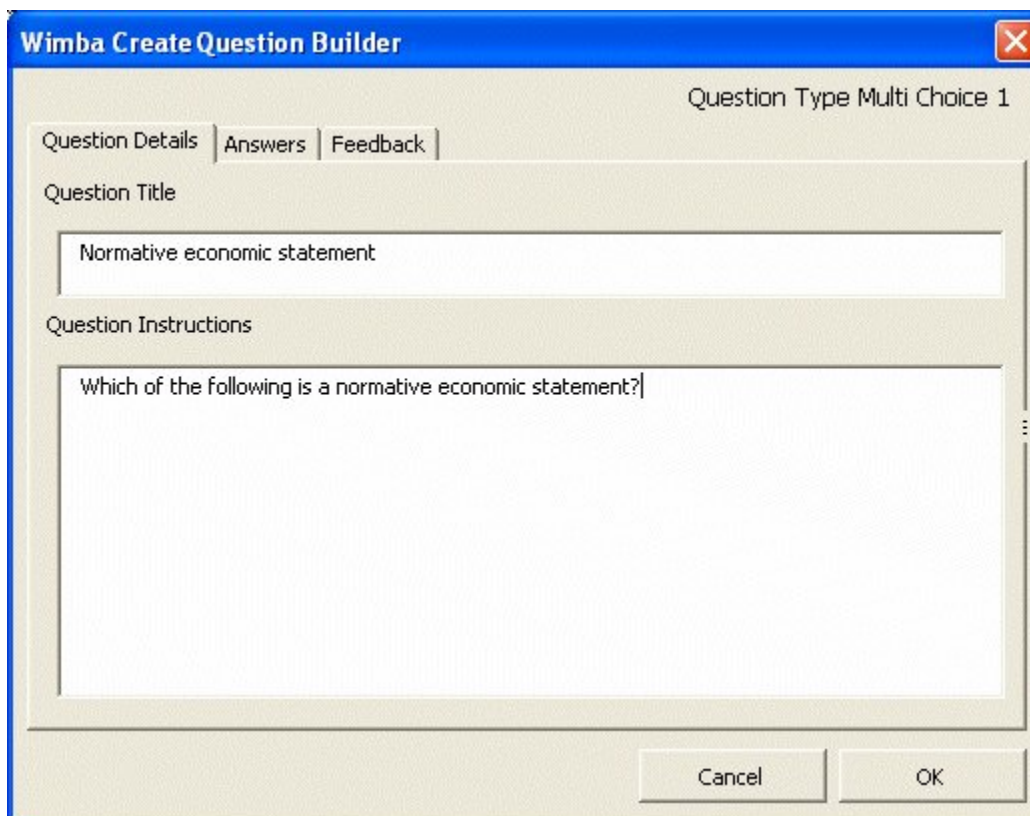 Wimba Create Question Builder
Question Type Multi Choice 1
Question Details Answers Feedback
Question Title
Normative economic statement
Question Instructions
Which of the following is a normative economic statement?
Cancel OK